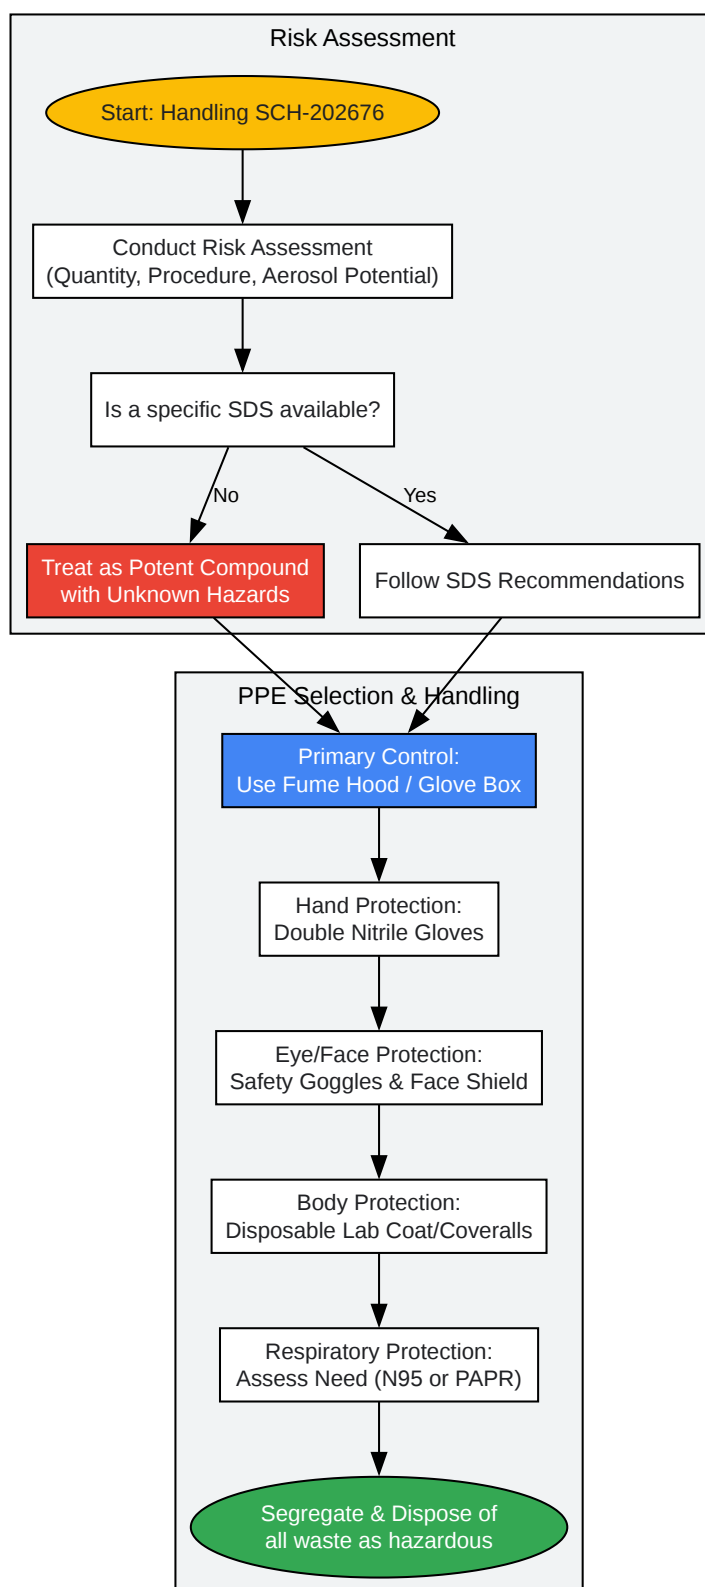 Risk Assessment
Start: Handling SCH-202676
Conduct Risk Assessment
(Quantity, Procedure, Aerosol Potential)
Is a specific SDS available?
No
Yes
Treat as Potent Compound
with Unknown Hazards
Follow SDS Recommendations
PPE Selection & Handling
Primary Control:
Use Fume Hood / Glove Box
Hand Protection:
Double Nitrile Gloves
Eye/Face Protection:
Safety Goggles & Face Shield
Body Protection:
Disposable Lab Coat/Coveralls
Respiratory Protection:
Assess Need (N95 or PAPR)
Segregate & Dispose of
all waste as hazardous